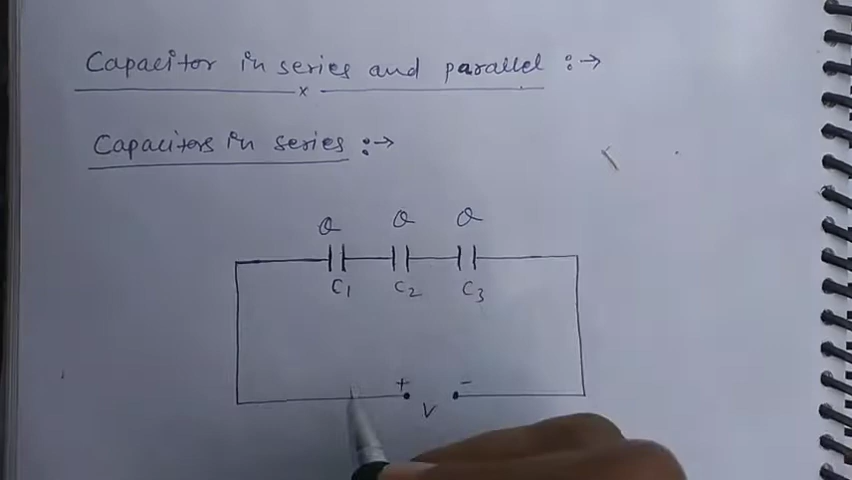 Capacitor in series and parallel :→
x
Capacitors in series :→
Q Q Q
C1 C2 C3
+ -
V